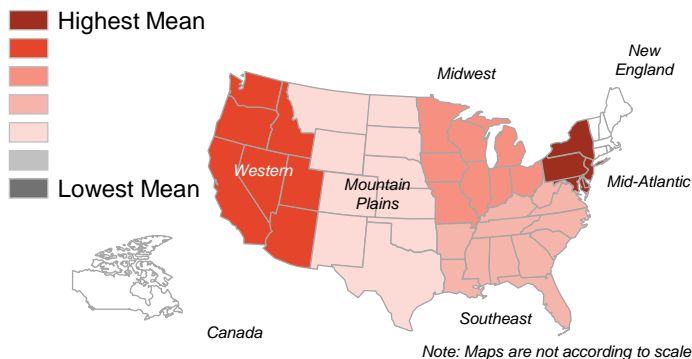 Highest Mean
New
England
Midwest
Western
Mountain
Plains
Mid-Atlantic
Lowest Mean
Southeast
Canada
Note: Maps are not according to scale